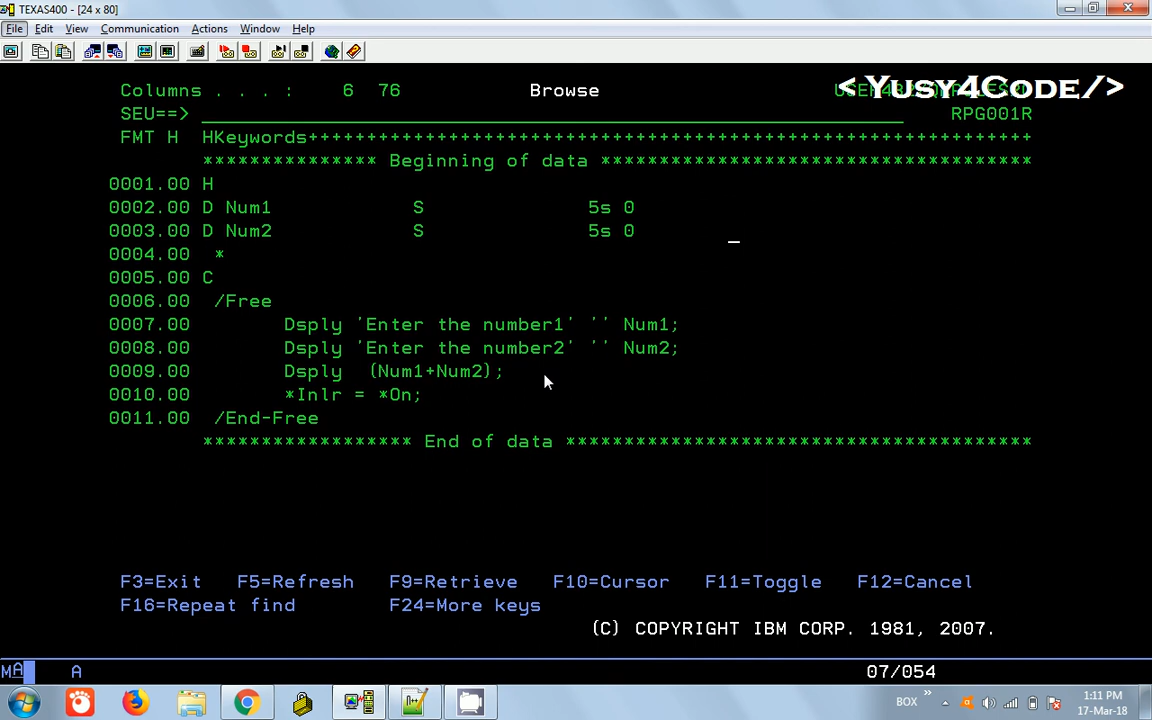 TEXAS400 - [24 x 80]
File Edit View Communication Actions Window Help
Columns . . . : 6 76 Browse
<Yusy4Code/>
SEU==> RPG001R
FMT H HKeywords++++++++++++++++++++++++++++++++++++++++++++++++++++++++++++++
*************** Beginning of data *************************************
0001.00 H
0002.00 D Num1 S 5s 0
0003.00 D Num2 S 5s 0
0004.00 *
0005.00 C
0006.00 /Free
0007.00 Dsply 'Enter the number1' '' Num1;
0008.00 Dsply 'Enter the number2' '' Num2;
0009.00 Dsply (Num1+Num2);
0010.00 *Inlr = *On;
0011.00 /End-Free
****************** End of data ****************************************
F3=Exit F5=Refresh F9=Retrieve F10=Cursor F11=Toggle F12=Cancel
F16=Repeat find F24=More keys
(C) COPYRIGHT IBM CORP. 1981, 2007.
MA A 07/054
BOX 1:11 PM
17-Mar-18